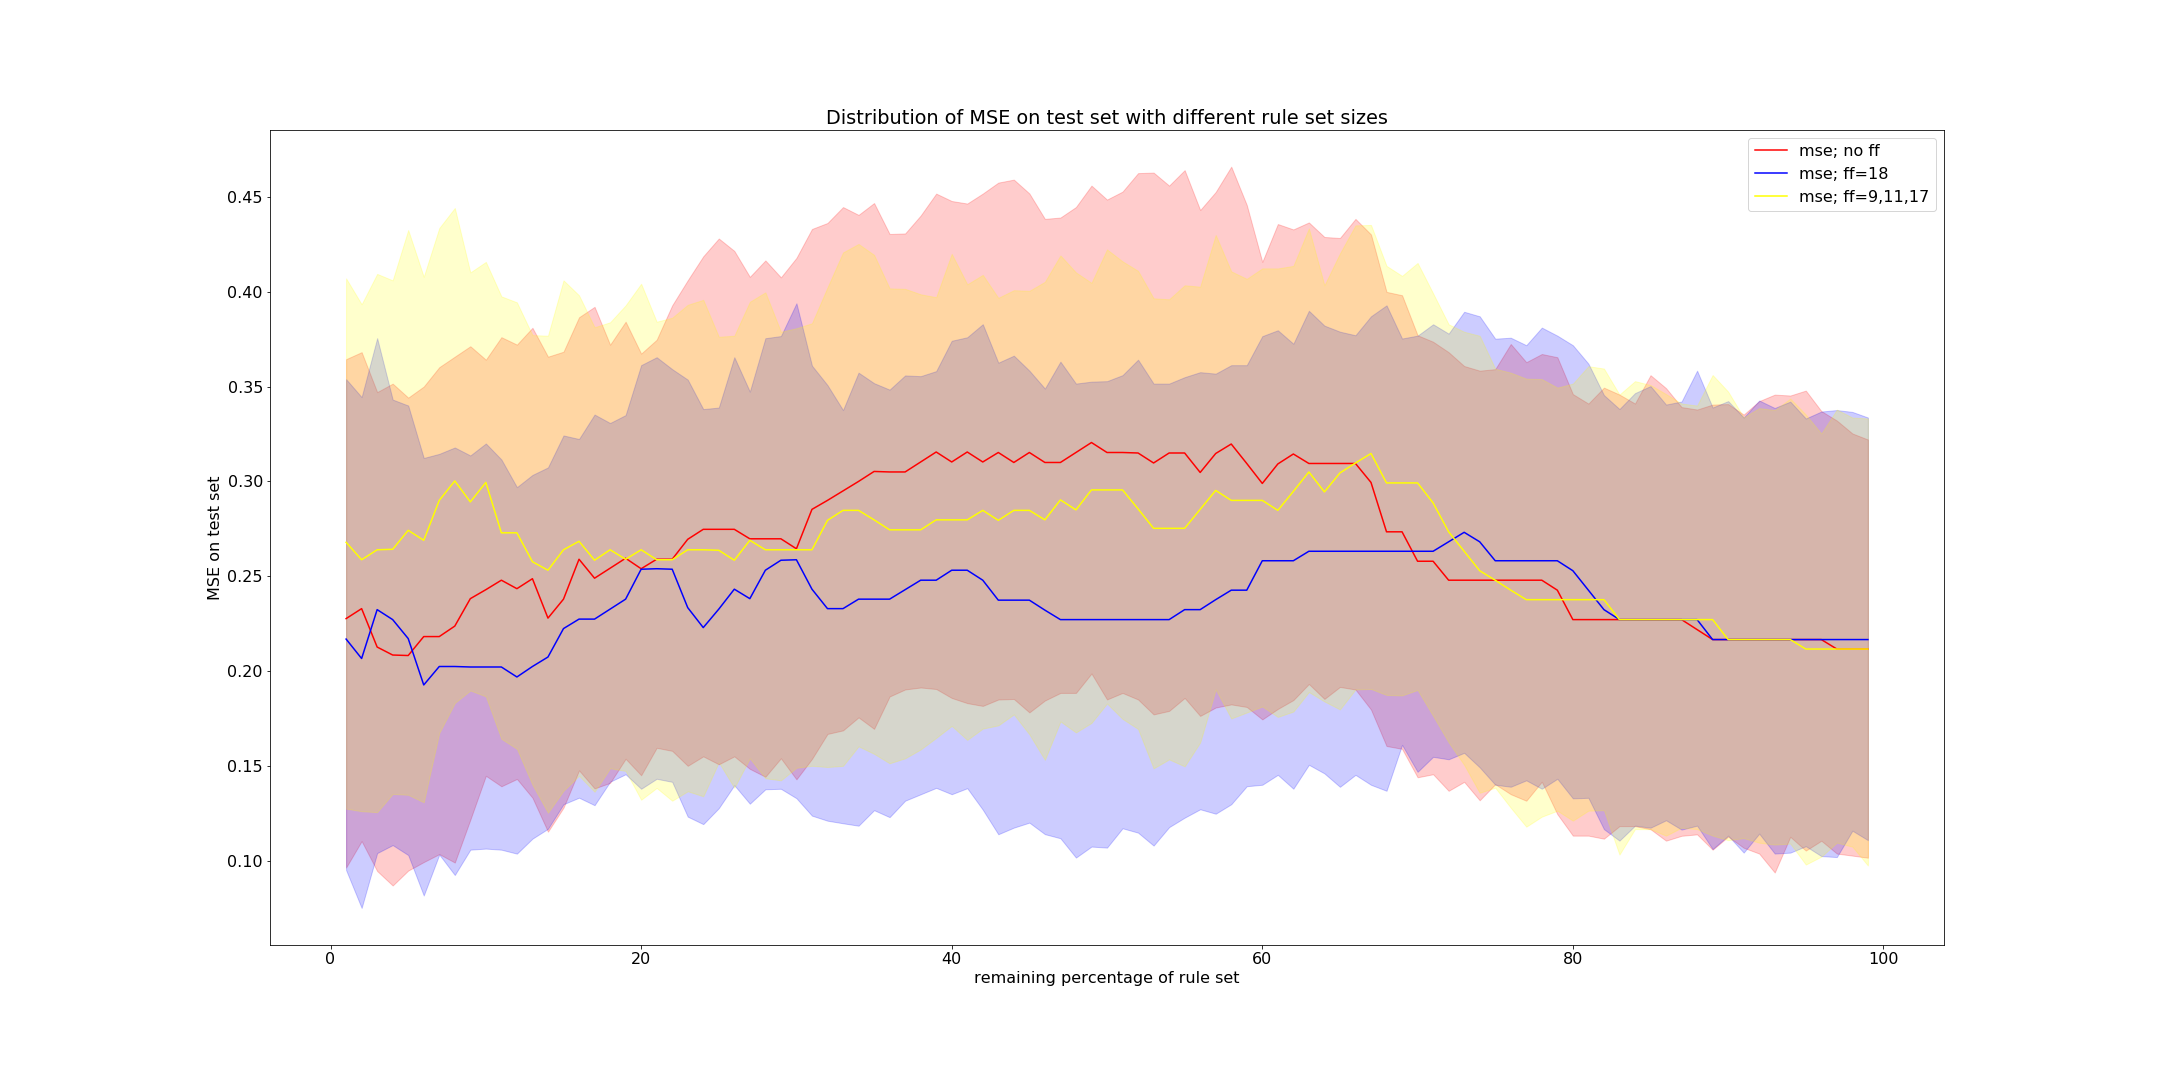 Distribution of MSE on test set with different rule set sizes
mse; no ff
mse; ff=18
mse; ff=9,11,17
MSE on test set
0.45
0.40
0.35
0.30
0.25
0.20
0.15
0.10
0 20 40 60 80 100
remaining percentage of rule set